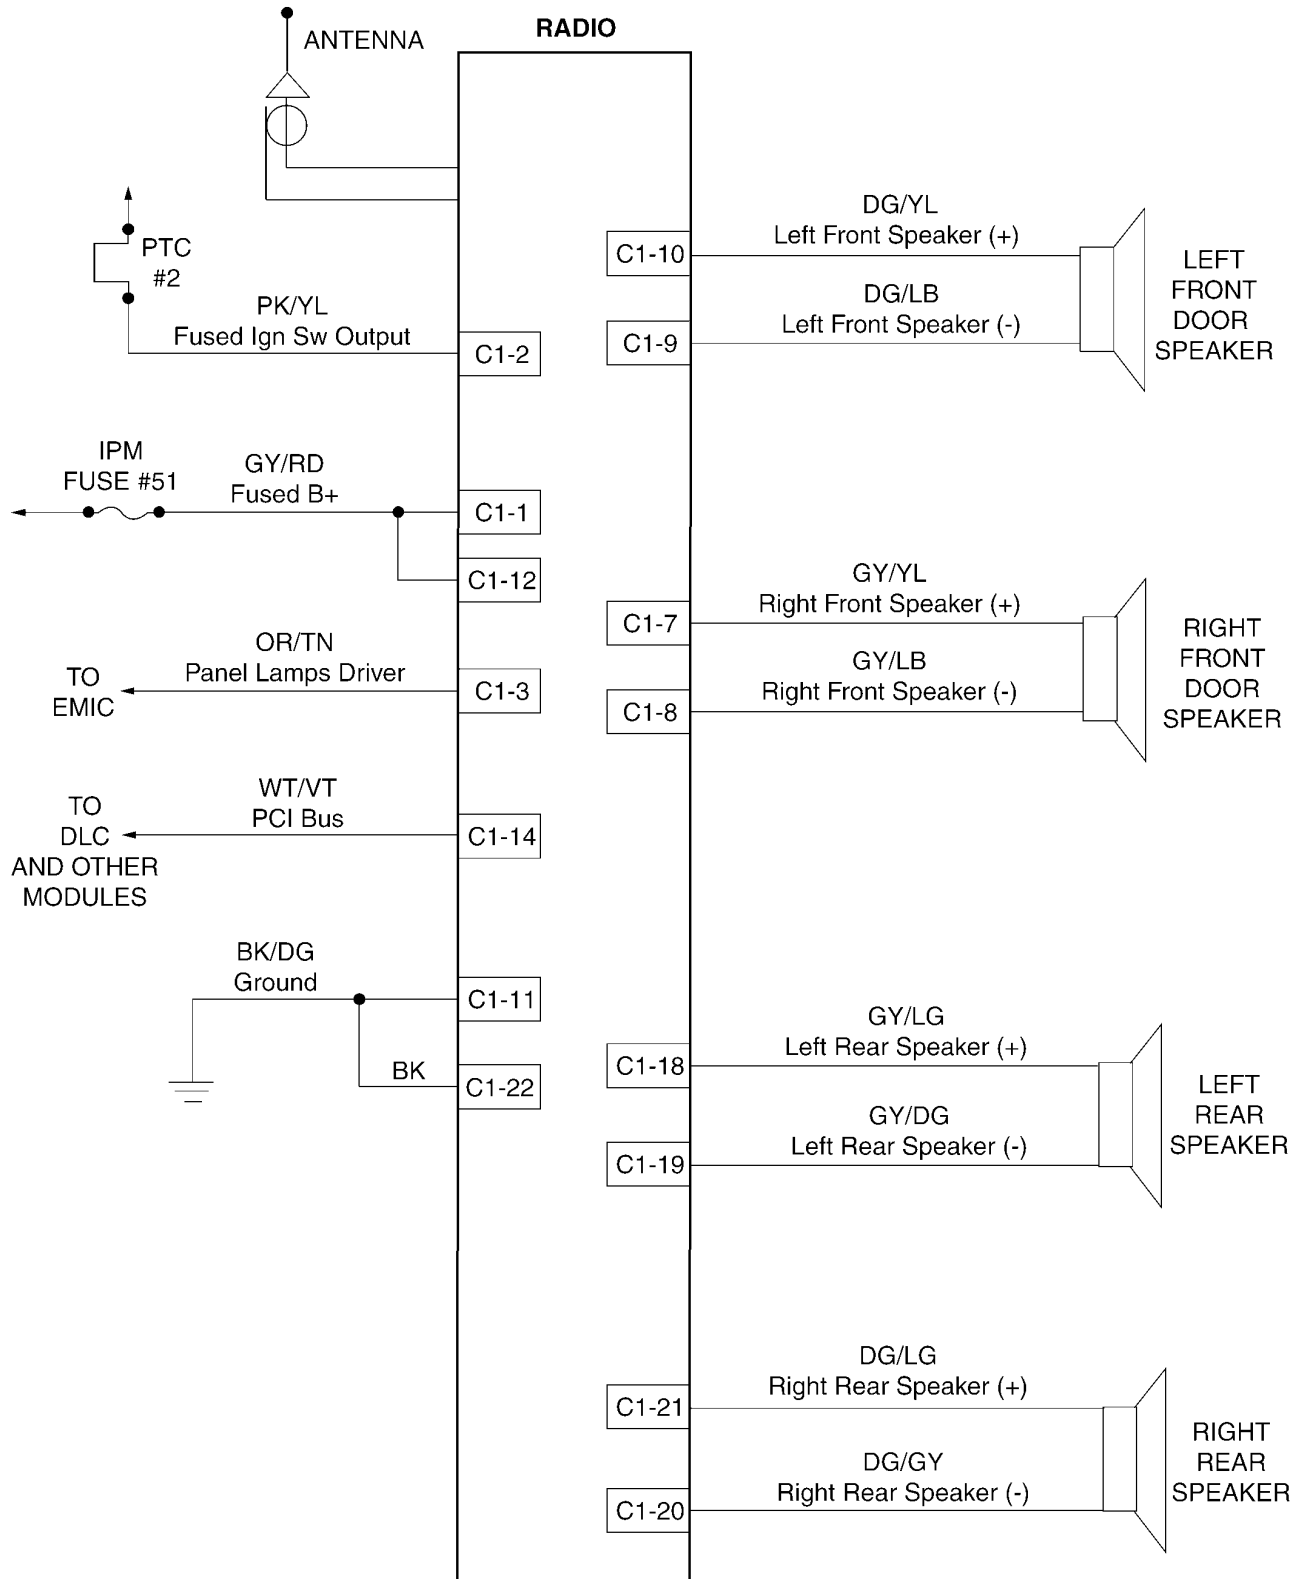 RADIO
ANTENNA
PTC
#2
PK/YL
Fused Ign Sw Output
C1-2
IPM
FUSE #51
GY/RD
Fused B+
C1-1
C1-12
OR/TN
Panel Lamps Driver
TO
EMIC
C1-3
WT/VT
PCI Bus
TO
DLC
AND OTHER
MODULES
C1-14
BK/DG
Ground
C1-11
BK
C1-22
C1-10
DG/YL
Left Front Speaker (+)
C1-9
DG/LB
Left Front Speaker (-)
LEFT
FRONT
DOOR
SPEAKER
C1-7
GY/YL
Right Front Speaker (+)
C1-8
GY/LB
Right Front Speaker (-)
RIGHT
FRONT
DOOR
SPEAKER
C1-18
GY/LG
Left Rear Speaker (+)
C1-19
GY/DG
Left Rear Speaker (-)
LEFT
REAR
SPEAKER
C1-21
DG/LG
Right Rear Speaker (+)
C1-20
DG/GY
Right Rear Speaker (-)
RIGHT
REAR
SPEAKER